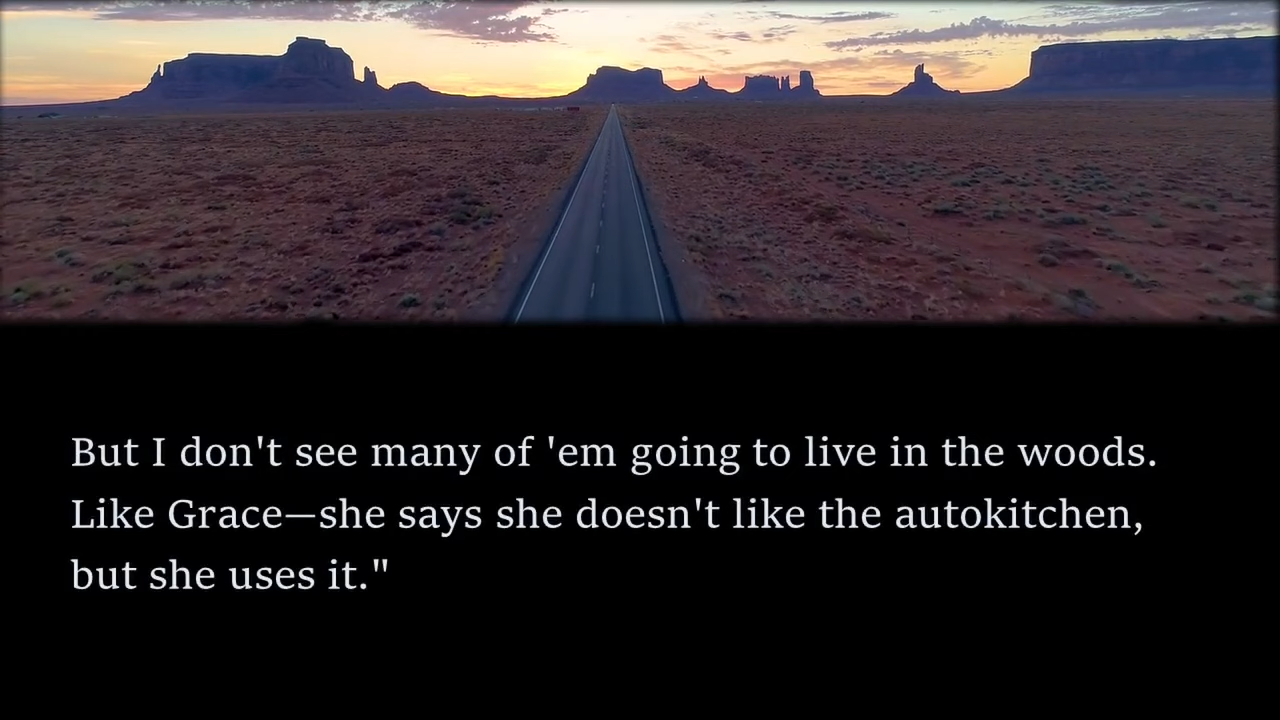 But I don't see many of 'em going to live in the woods.
Like Grace—she says she doesn't like the autokitchen,
but she uses it."